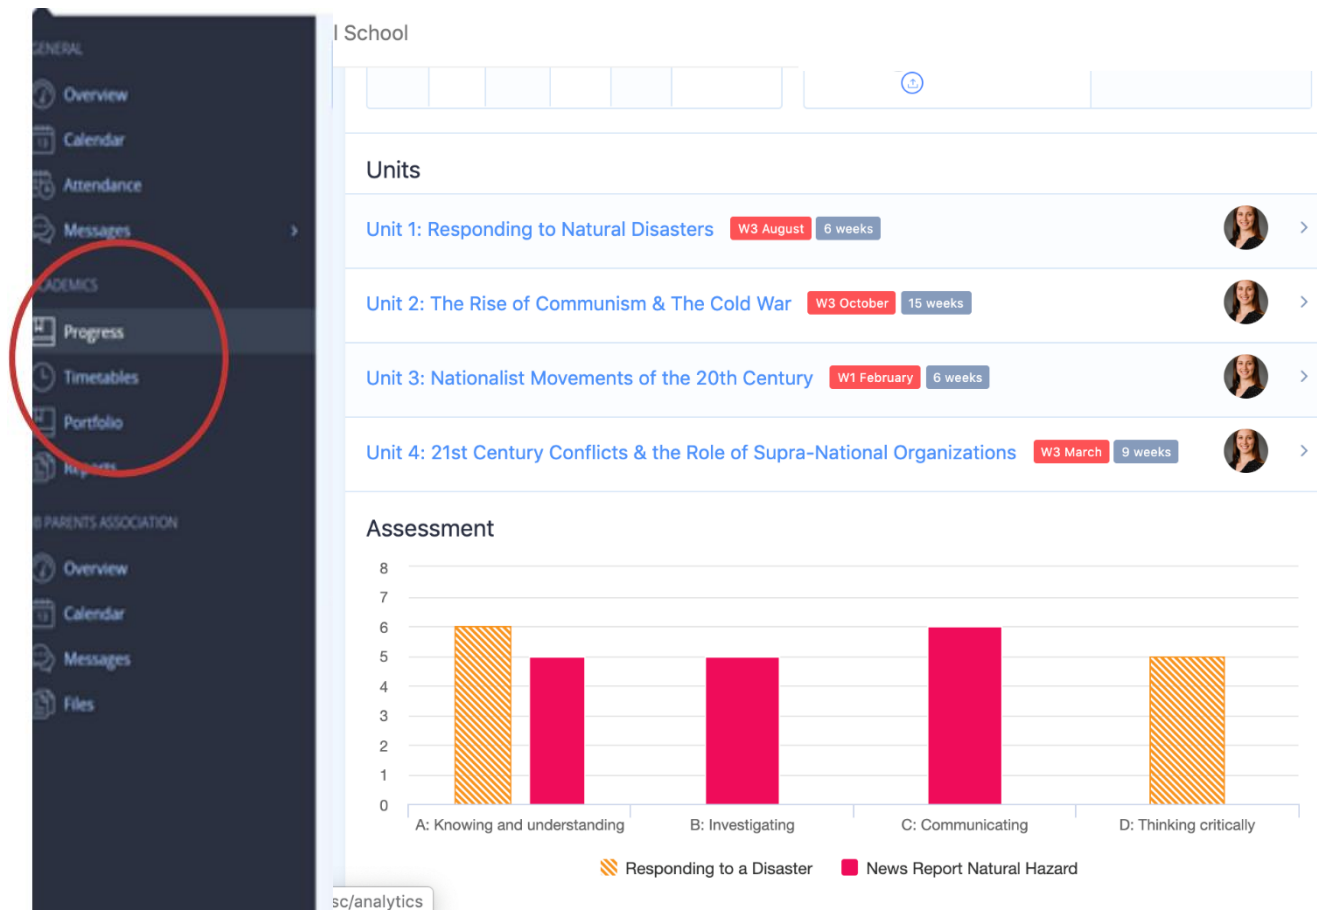 GENERAL
Overview
Calendar
Attendance
Messages
ACADEMICS
Progress
Timetables
Portfolio
Reports
IB PARENTS ASSOCIATION
Overview
Calendar
Messages
Files
l School
Units
Unit 1: Responding to Natural Disasters W3 August 6 weeks
Unit 2: The Rise of Communism & The Cold War W3 October 15 weeks
Unit 3: Nationalist Movements of the 20th Century W1 February 6 weeks
Unit 4: 21st Century Conflicts & the Role of Supra-National Organizations W3 March 9 weeks
Assessment
8
7
6
5
4
3
2
1
0
A: Knowing and understanding B: Investigating C: Communicating D: Thinking critically
Responding to a Disaster News Report Natural Hazard
sc/analytics